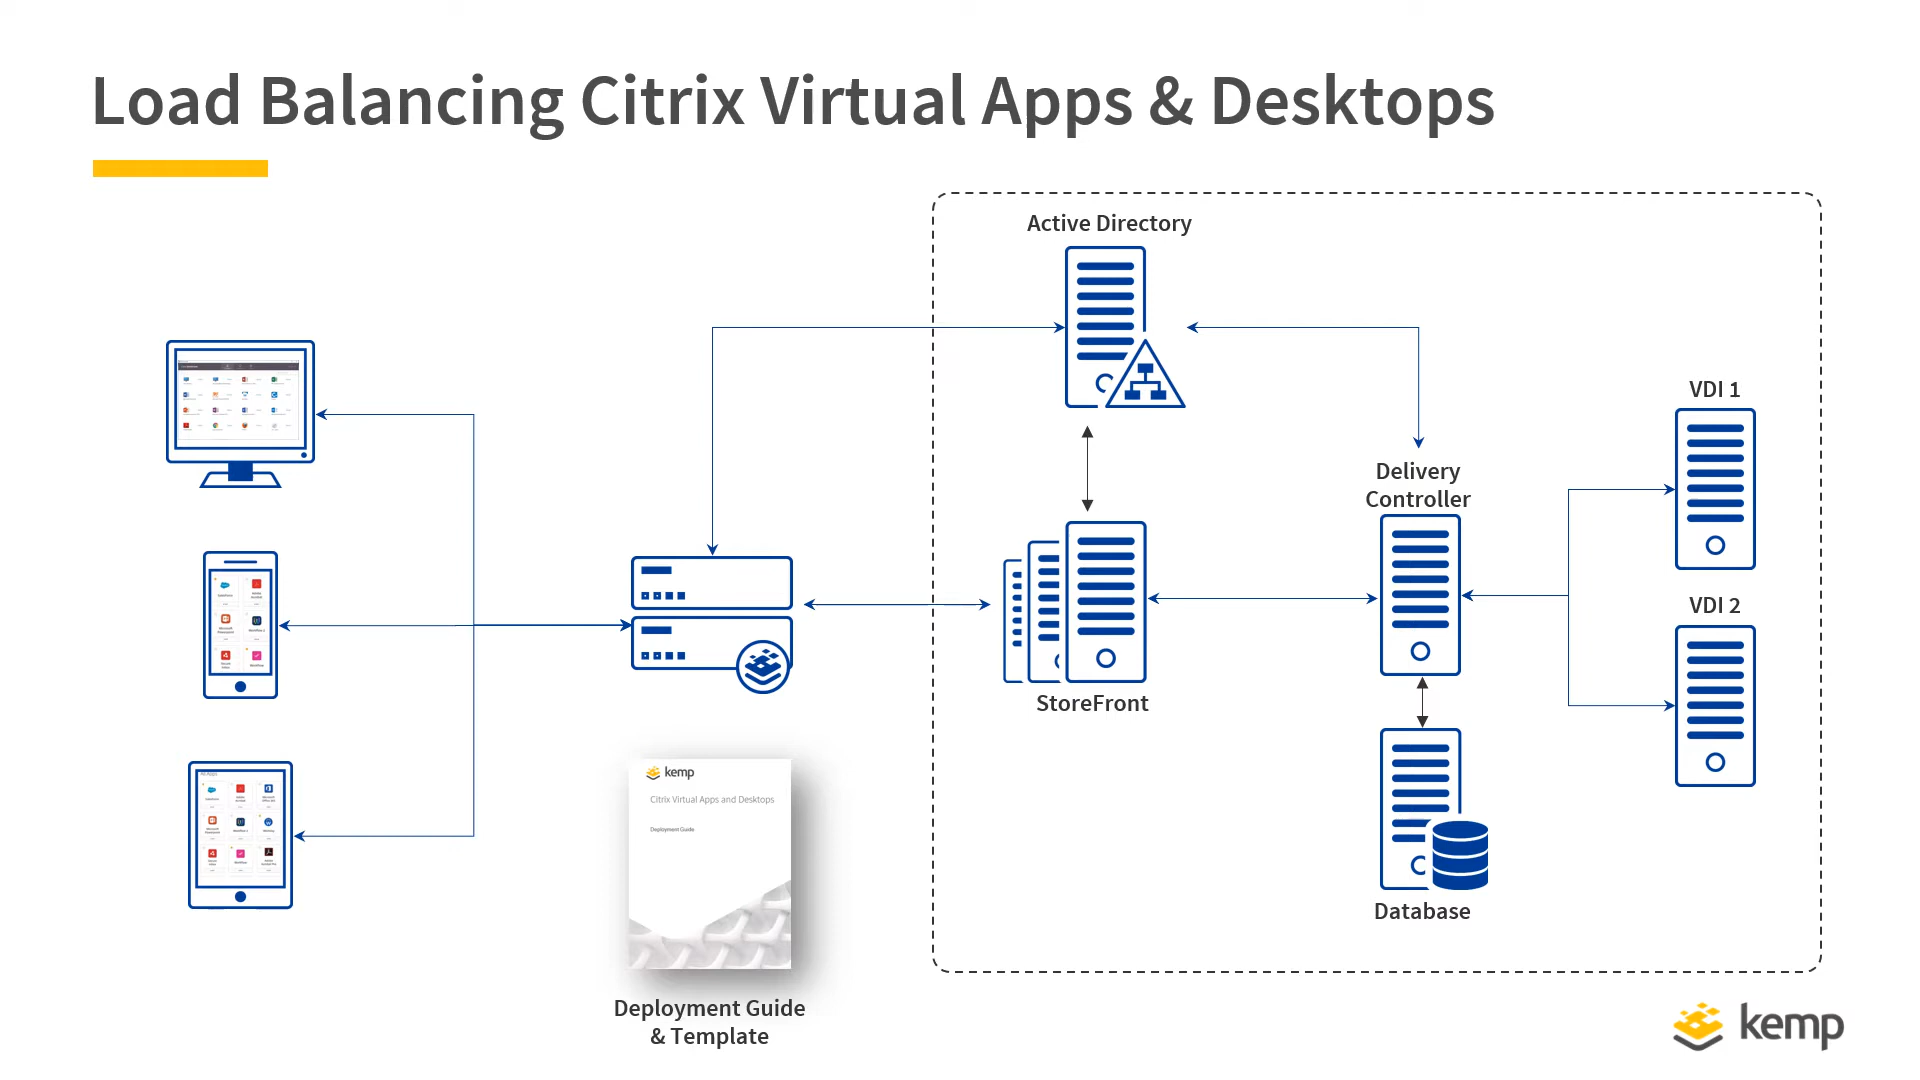 Load Balancing Citrix Virtual Apps & Desktops
Active Directory
VDI 1
Delivery
Controller
VDI 2
StoreFront
kemp
Citrix Virtual Apps and Desktops
Deployment Guide
Database
Deployment Guide
& Template
kemp